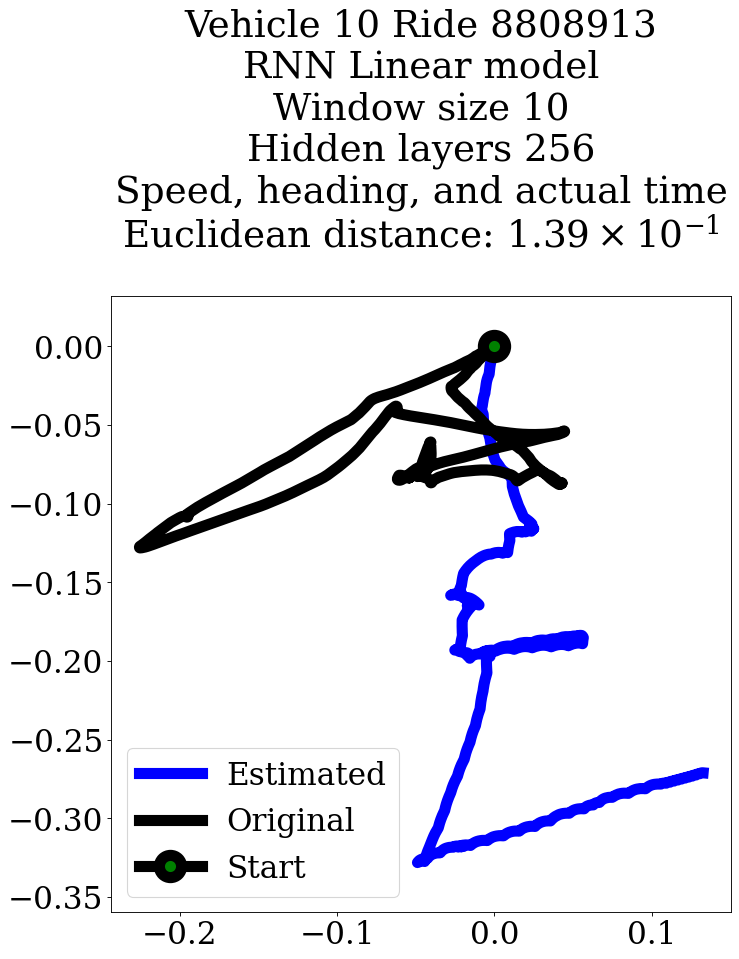 Vehicle 10 Ride 8808913
RNN Linear model
Window size 10
Hidden layers 256
Speed, heading, and actual time
Euclidean distance: 1.39 × 10⁻¹
0.00
−0.05
−0.10
−0.15
−0.20
−0.25
−0.30
−0.35
Estimated
Original
Start
−0.2 −0.1 0.0 0.1